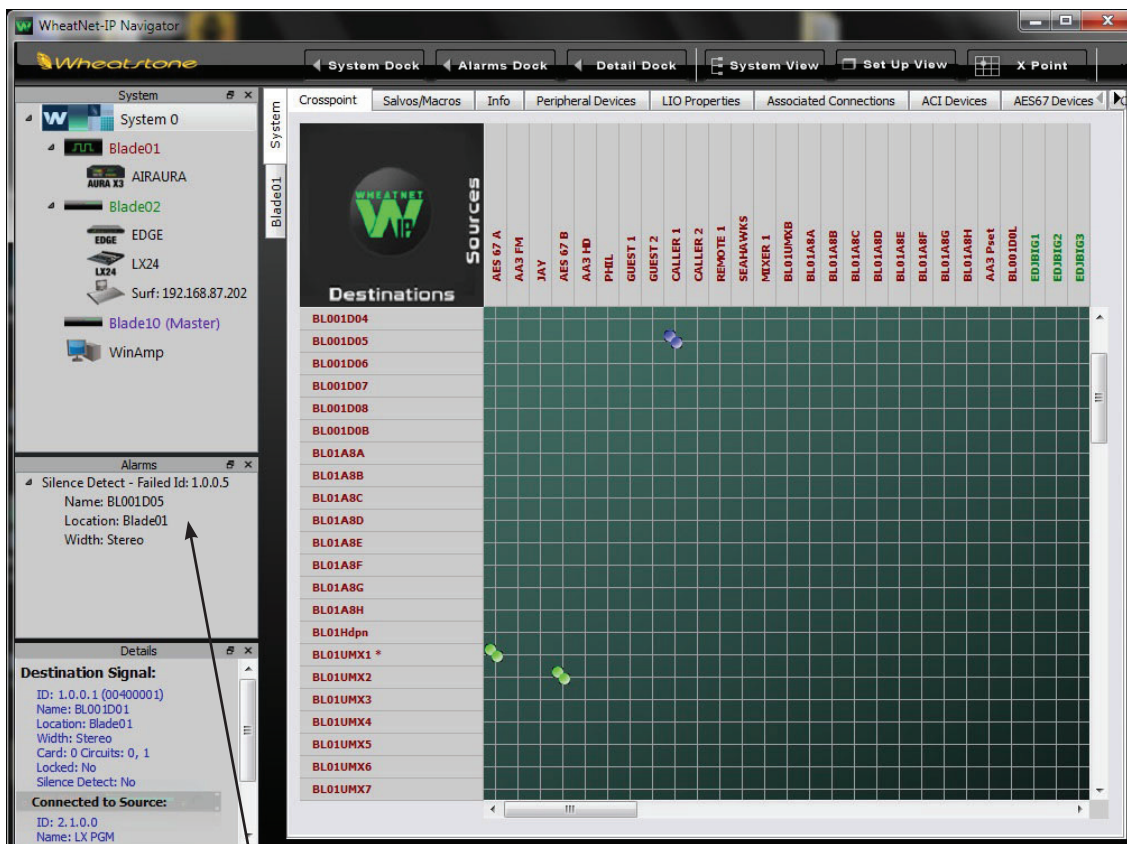 WheatNet-IP Navigator
Wheatstone
System Dock
Alarms Dock
Detail Dock
System View
Set Up View
X Point
System
W
System 0
Blade01
AURA X3
AIRAURA
Blade02
EDGE
EDGE
LX24
LX24
Surf: 192.168.87.202
Blade10 (Master)
WinAmp
Alarms
Silence Detect - Failed Id: 1.0.0.5
Name: BL001D05
Location: Blade01
Width: Stereo
Details
Destination Signal:
ID: 1.0.0.1 (00400001)
Name: BL001D01
Location: Blade01
Width: Stereo
Card: 0 Circuits: 0, 1
Locked: No
Silence Detect: No
Connected to Source:
ID: 2.1.0.0
Name: LX PGM
System
Blade01
Crosspoint
Salvos/Macros
Info
Peripheral Devices
LIO Properties
Associated Connections
ACI Devices
AES67 Devices
WHEATNET
IP
Sources
Destinations
AES 67 A
AA3 FM
JAY
AES 67 B
AA3 HD
PHIL
GUEST 1
GUEST 2
CALLER 1
CALLER 2
REMOTE 1
SEAHAWKS
MIXER 1
BL01UMXB
BL01A8A
BL01A8B
BL01A8C
BL01A8D
BL01A8E
BL01A8F
BL01A8G
BL01A8H
AA3 Pset
BL001D0L
EDJBIG1
EDJBIG2
EDJBIG3
BL001D04
BL001D05
BL001D06
BL001D07
BL001D08
BL001D0B
BL01A8A
BL01A8B
BL01A8C
BL01A8D
BL01A8E
BL01A8F
BL01A8G
BL01A8H
BL01Hdpn
BL01UMX1 *
BL01UMX2
BL01UMX3
BL01UMX4
BL01UMX5
BL01UMX6
BL01UMX7